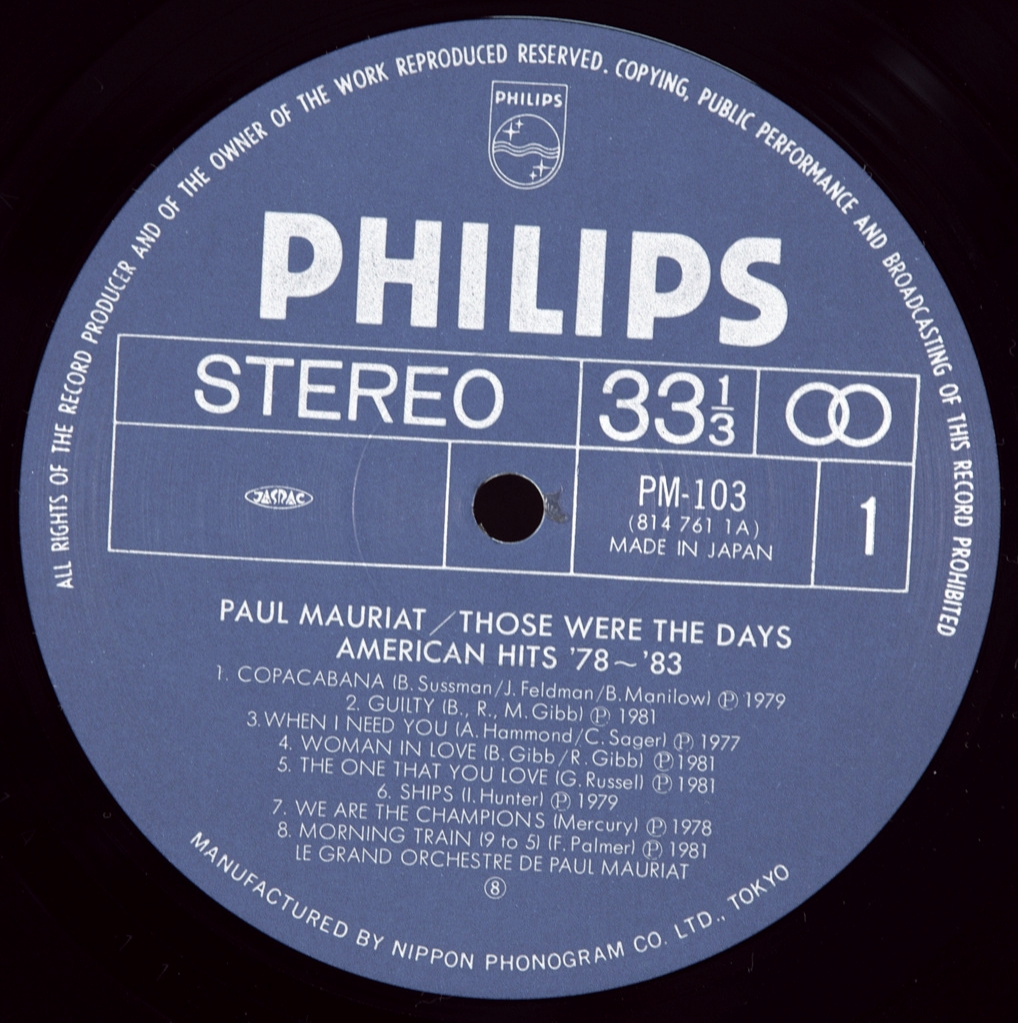 ALL RIGHTS OF THE RECORD PRODUCER AND OF THE OWNER OF THE WORK REPRODUCED RESERVED. COPYING, PUBLIC PERFORMANCE AND BROADCASTING OF THIS RECORD PROHIBITED
PHILIPS
PHILIPS
STEREO 33 1/3
JASRAC
PM-103
(814 761 1A)
MADE IN JAPAN
1
PAUL MAURIAT / THOSE WERE THE DAYS
AMERICAN HITS '78~'83
1. COPACABANA (B. Sussman/J. Feldman/B. Manilow) Ⓟ 1979
2. GUILTY (B., R., M. Gibb) Ⓟ 1981
3. WHEN I NEED YOU (A. Hammond/C. Sager) Ⓟ 1977
4. WOMAN IN LOVE (B. Gibb/R. Gibb) Ⓟ 1981
5. THE ONE THAT YOU LOVE (G. Russel) Ⓟ 1981
6. SHIPS (I. Hunter) Ⓟ 1979
7. WE ARE THE CHAMPIONS (Mercury) Ⓟ 1978
8. MORNING TRAIN (9 to 5) (F. Palmer) Ⓟ 1981
LE GRAND ORCHESTRE DE PAUL MAURIAT
⑧
MANUFACTURED BY NIPPON PHONOGRAM CO. LTD., TOKYO